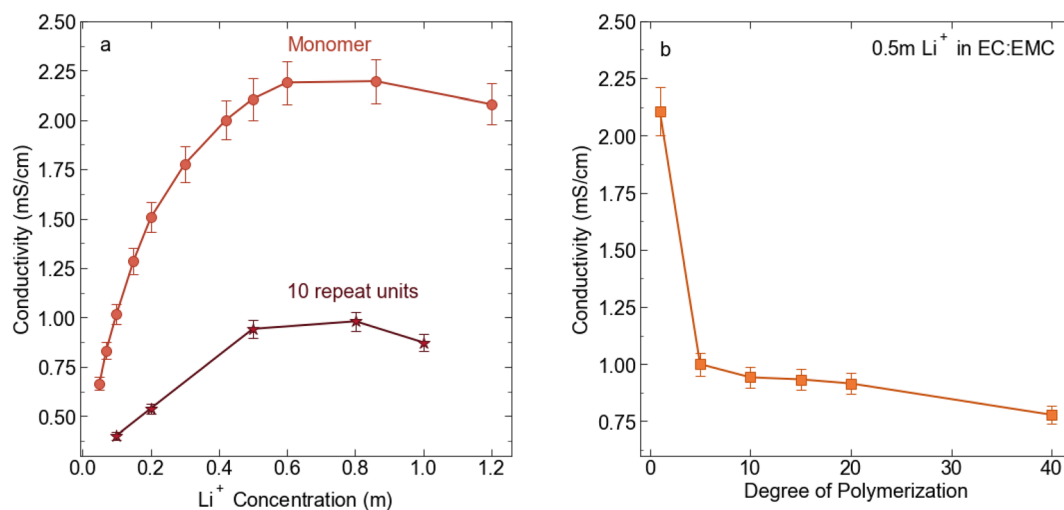 a
Monomer
10 repeat units
2.50
2.25
2.00
1.75
1.50
1.25
1.00
0.75
0.50
Conductivity (mS/cm)
0.0 0.2 0.4 0.6 0.8 1.0 1.2
Li⁺ Concentration (m)
b
0.5m Li⁺ in EC:EMC
2.50
2.25
2.00
1.75
1.50
1.25
1.00
0.75
Conductivity (mS/cm)
0 10 20 30 40
Degree of Polymerization